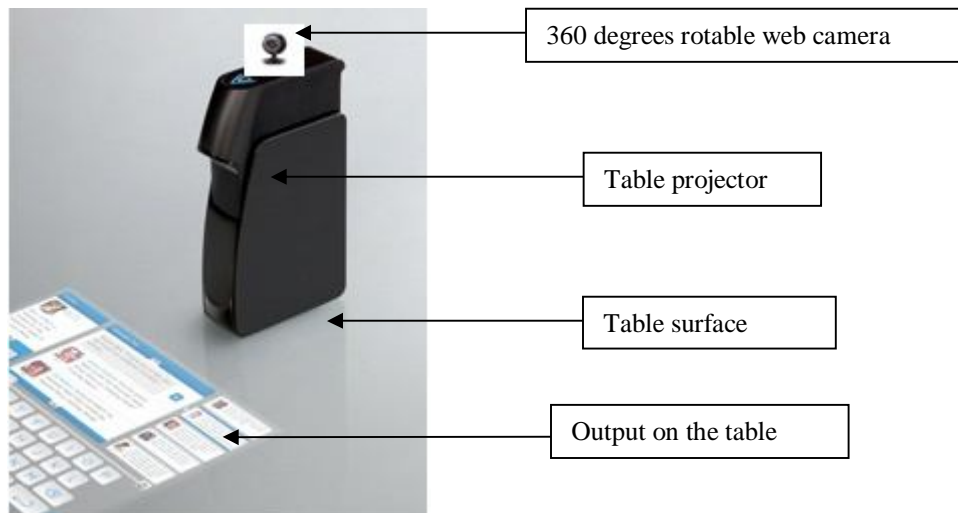 360 degrees rotable web camera
Table projector
Table surface
Output on the table